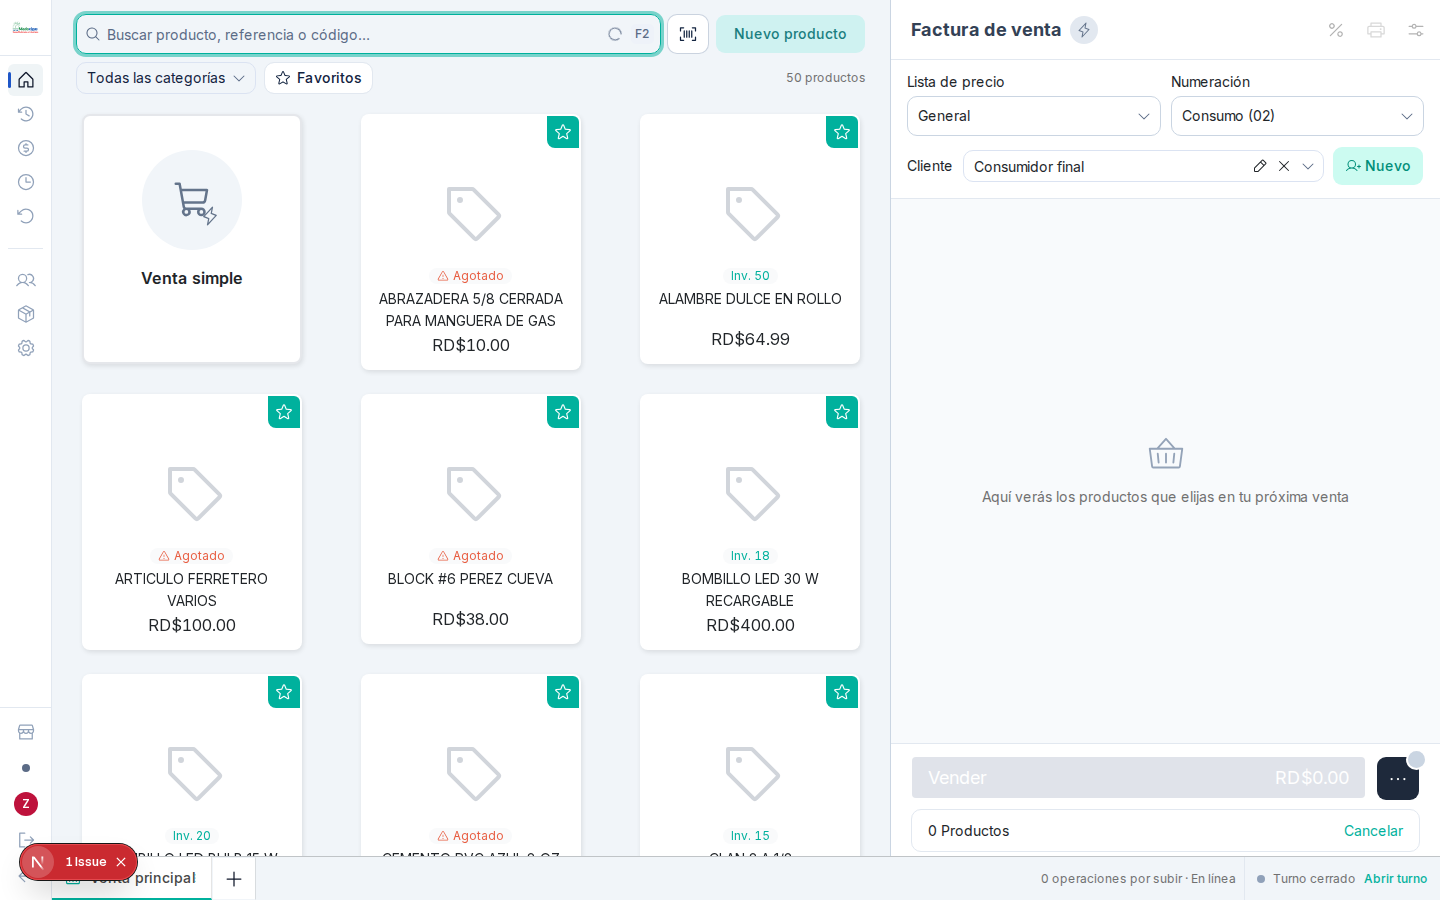 Buscar producto, referencia o código...
F2
Nuevo producto
Todas las categorías
Favoritos
50 productos
Venta simple
Agotado
ABRAZADERA 5/8 CERRADA
PARA MANGUERA DE GAS
RD$10.00
Inv. 50
ALAMBRE DULCE EN ROLLO
RD$64.99
Agotado
ARTICULO FERRETERO
VARIOS
RD$100.00
Agotado
BLOCK #6 PEREZ CUEVA
RD$38.00
Inv. 18
BOMBILLO LED 30 W
RECARGABLE
RD$400.00
Inv. 20
Agotado
Inv. 15
Factura de venta
Lista de precio
General
Numeración
Consumo (02)
Cliente
Consumidor final
Nuevo
Aquí verás los productos que elijas en tu próxima venta
Vender
RD$0.00
0 Productos
Cancelar
Z
1 Issue
principal
0 operaciones por subir · En línea
Turno cerrado
Abrir turno